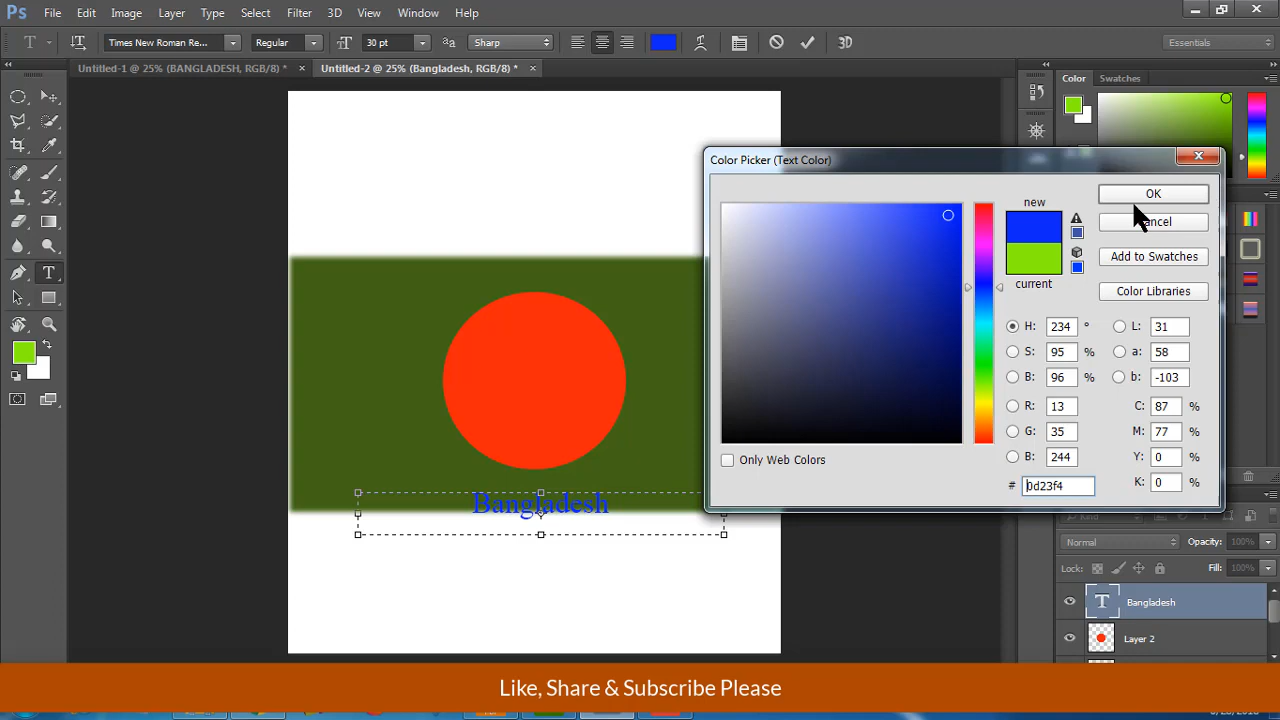 Ps File Edit Image Layer Type Select Filter 3D View Window Help
T Times New Roman Re... Regular 30 pt aa Sharp 3D Essentials
Untitled-1 @ 25% (BANGLADESH, RGB/8) * × Untitled-2 @ 25% (Bangladesh, RGB/8) * ×
Color Swatches
Color Picker (Text Color)
new
OK
Cancel
Add to Swatches
current
Color Libraries
H: 234 ° L: 31
S: 95 % a: 58
B: 96 % b: -103
R: 13 C: 87 %
G: 35 M: 77 %
Only Web Colors
B: 244 Y: 0 %
# 0d23f4 K: 0 %
Bangladesh
Normal Opacity: 100%
Lock: Fill: 100%
T Bangladesh
Layer 2
Like, Share & Subscribe Please